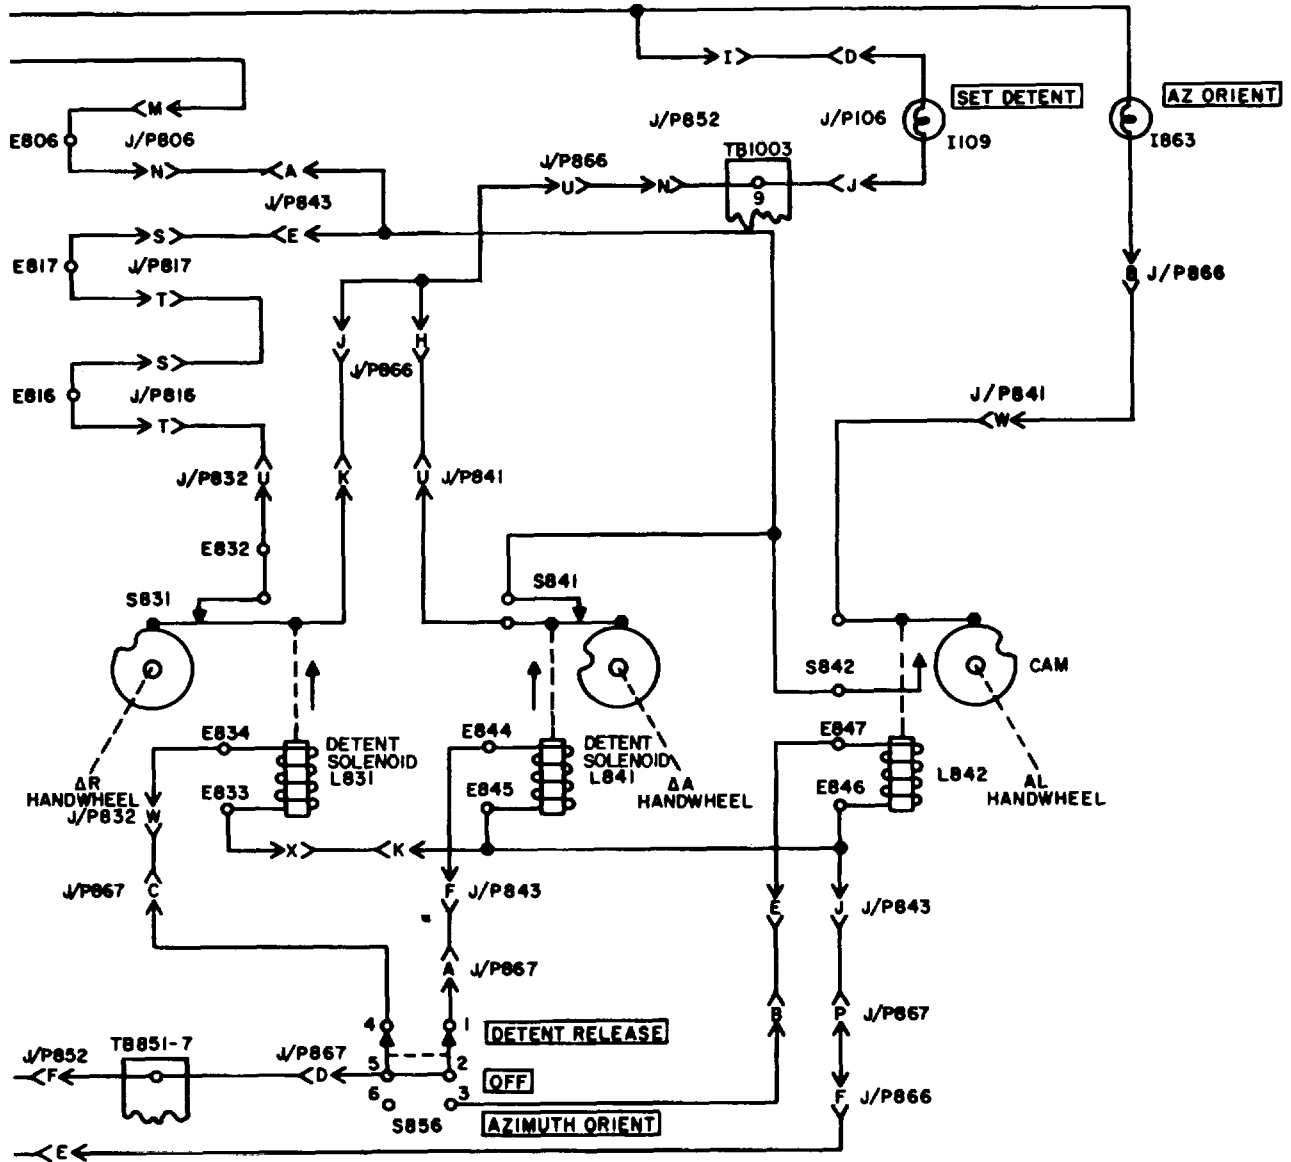 I
D
SET DETENT
AZ ORIENT
M
E806
J/P806
J/P852
J/P106
I109
I863
TB1003
N
A
J/P866
U
N
9
J
J/P843
S
E
E817
J/P817
T
B
J/P866
J
H
S
J/P866
E816
J/P816
T
J/P841
W
J/P832
U
K
U
J/P841
E832
S831
S841
S842
CAM
E834
DETENT
SOLENOID
L831
E844
DETENT
SOLENOID
L841
E847
ΔR
HANDWHEEL
J/P832
E833
E845
ΔA
HANDWHEEL
E846
L842
AL
HANDWHEEL
W
X
K
J/P867
C
F
J/P843
E
J
J/P843
A
J/P867
B
P
J/P867
4
1
DETENT RELEASE
J/P852
TB851-7
J/P867
F
D
5
2
OFF
6
3
S856
AZIMUTH ORIENT
F
J/P866
E